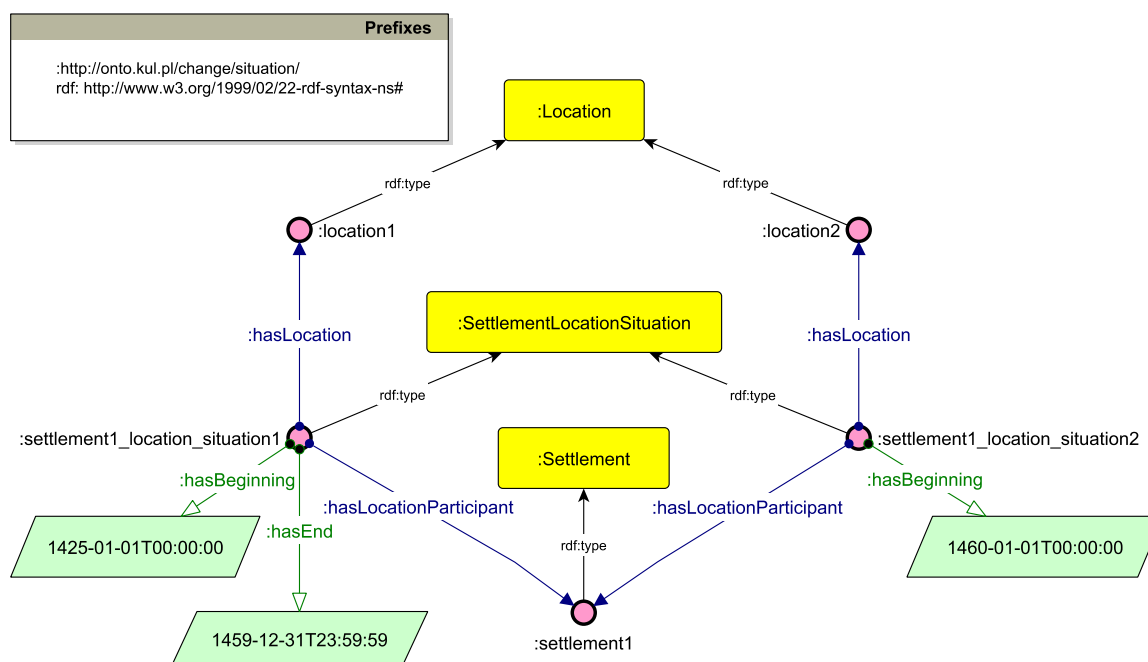 Prefixes
:http://onto.kul.pl/change/situation/
rdf: http://www.w3.org/1999/02/22-rdf-syntax-ns#
:Location
rdf:type
rdf:type
:location1
:location2
:SettlementLocationSituation
:hasLocation
:hasLocation
rdf:type
rdf:type
:settlement1_location_situation1
:settlement1_location_situation2
:Settlement
:hasBeginning
:hasBeginning
:hasLocationParticipant
:hasLocationParticipant
:hasEnd
rdf:type
1425-01-01T00:00:00
1460-01-01T00:00:00
1459-12-31T23:59:59
:settlement1